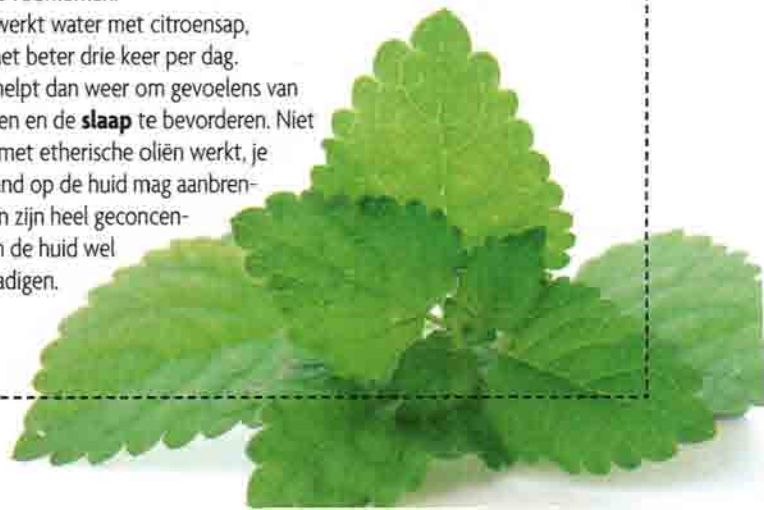 werkt water met citroensap,
et beter drie keer per dag.
helpt dan weer om gevoelens van
en en de slaap te bevorderen. Niet
met etherische oliën werkt, je
and op de huid mag aanbren-
n zijn heel geconcen-
n de huid wel
adigen.